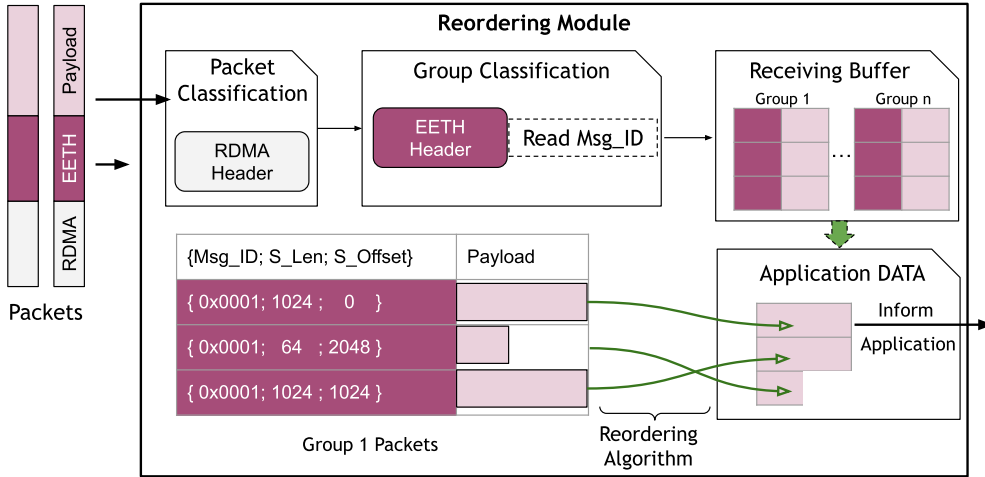 Reordering Module
Payload
EETH
RDMA
Packets
Packet
Classification
RDMA
Header
Group Classification
EETH
Header
Read Msg_ID
Receiving Buffer
Group 1
Group n
...
{Msg_ID; S_Len; S_Offset}
Payload
{ 0x0001; 1024 ; 0 }
{ 0x0001; 64 ; 2048 }
{ 0x0001; 1024 ; 1024 }
Group 1 Packets
Reordering
Algorithm
Application DATA
Inform
Application